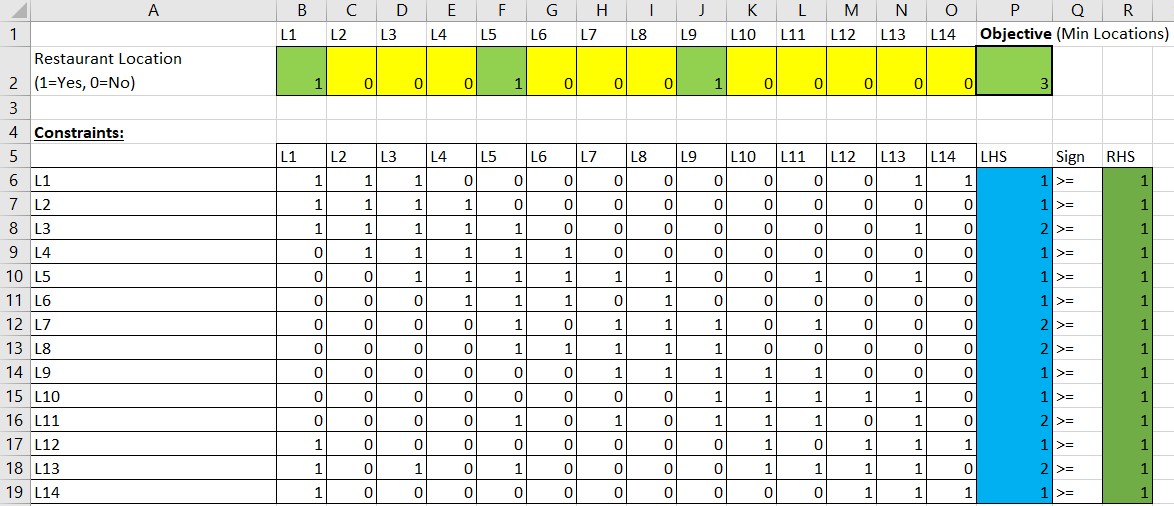 A B C D E F G H I J K L M N O P Q R
1 L1 L2 L3 L4 L5 L6 L7 L8 L9 L10 L11 L12 L13 L14 Objective (Min Locations)
Restaurant Location
2 (1=Yes, 0=No) 1 0 0 0 1 0 0 0 1 0 0 0 0 0 3
3
4 Constraints:
5 L1 L2 L3 L4 L5 L6 L7 L8 L9 L10 L11 L12 L13 L14 LHS Sign RHS
6 L1 1 1 1 0 0 0 0 0 0 0 0 0 1 1 1 >= 1
7 L2 1 1 1 1 0 0 0 0 0 0 0 0 0 0 1 >= 1
8 L3 1 1 1 1 1 0 0 0 0 0 0 0 1 0 2 >= 1
9 L4 0 1 1 1 1 1 0 0 0 0 0 0 0 0 1 >= 1
10 L5 0 0 1 1 1 1 1 1 0 0 1 0 1 0 1 >= 1
11 L6 0 0 0 1 1 1 0 1 0 0 0 0 0 0 1 >= 1
12 L7 0 0 0 0 1 0 1 1 1 0 1 0 0 0 2 >= 1
13 L8 0 0 0 0 1 1 1 1 1 0 0 0 0 0 2 >= 1
14 L9 0 0 0 0 0 0 1 1 1 1 1 0 0 0 1 >= 1
15 L10 0 0 0 0 0 0 0 0 1 1 1 1 1 0 1 >= 1
16 L11 0 0 0 0 1 0 1 0 1 1 1 0 1 0 2 >= 1
17 L12 1 0 0 0 0 0 0 0 0 1 0 1 1 1 1 >= 1
18 L13 1 0 1 0 1 0 0 0 0 1 1 1 1 0 2 >= 1
19 L14 1 0 0 0 0 0 0 0 0 0 0 1 1 1 1 >= 1